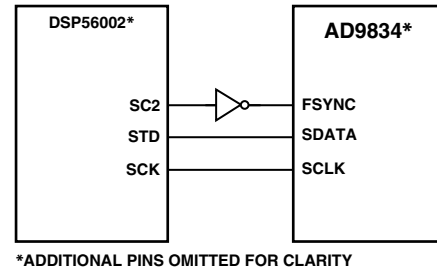 DSP56002*
AD9834*
SC2
FSYNC
STD
SDATA
SCK
SCLK
*ADDITIONAL PINS OMITTED FOR CLARITY